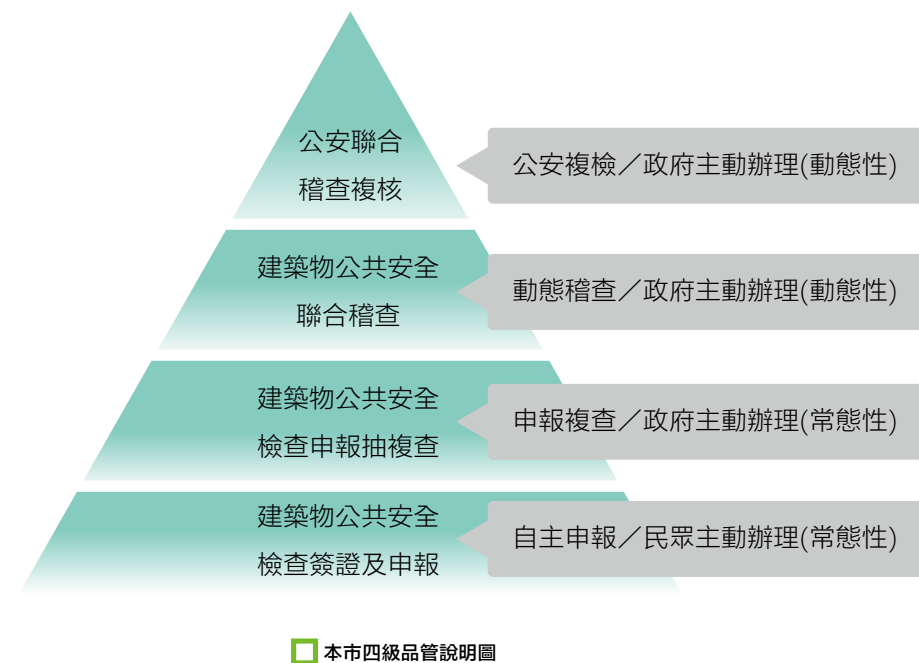 公安聯合
稽查複核
公安複檢／政府主動辦理(動態性)
建築物公共安全
聯合稽查
動態稽查／政府主動辦理(動態性)
建築物公共安全
檢查申報抽複查
申報複查／政府主動辦理(常態性)
建築物公共安全
檢查簽證及申報
自主申報／民眾主動辦理(常態性)
本市四級品管說明圖